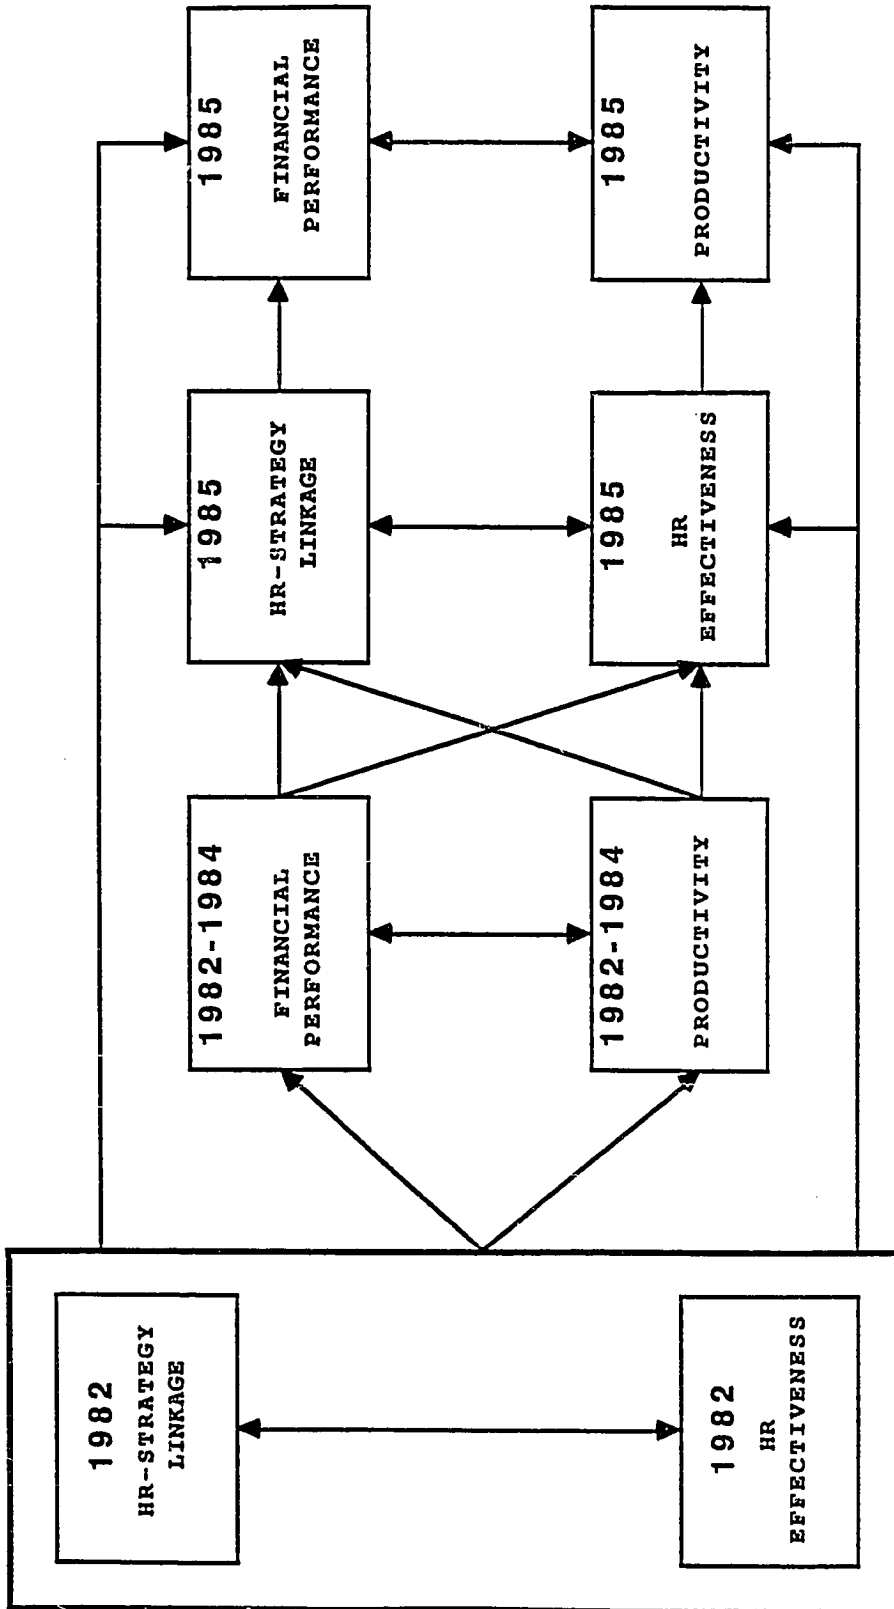 1982
HR-STRATEGY
LINKAGE
1982-1984
FINANCIAL
PERFORMANCE
1985
HR-STRATEGY
LINKAGE
1985
FINANCIAL
PERFORMANCE
1982
HR
EFFECTIVENESS
1982-1984
PRODUCTIVITY
1985
HR
EFFECTIVENESS
1985
PRODUCTIVITY